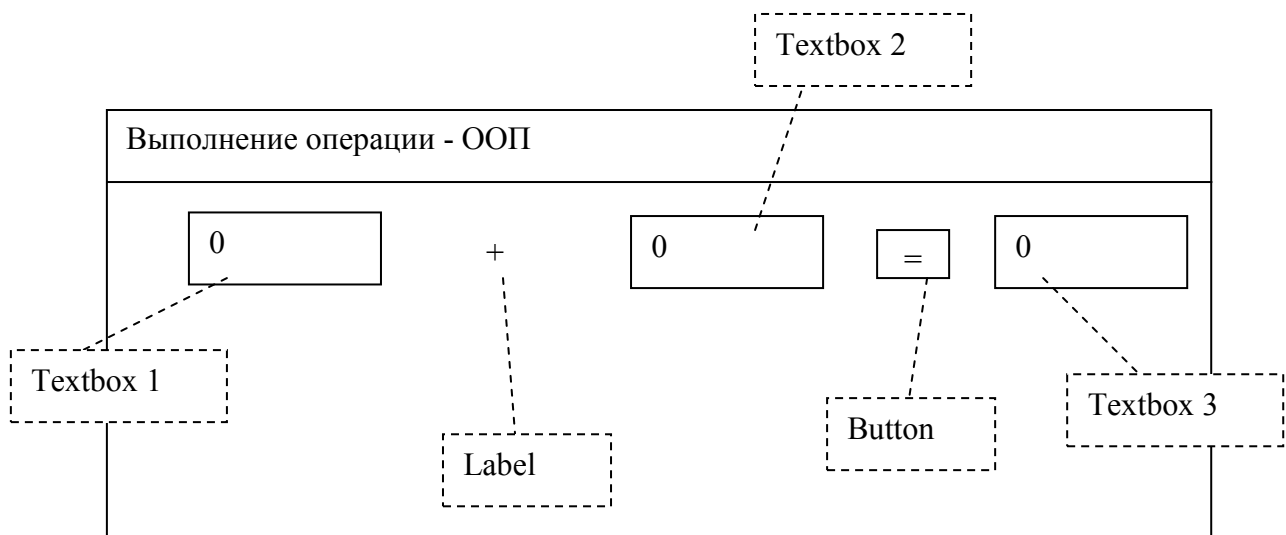 Textbox 2
Выполнение операции - ООП
0 + 0 = 0
Textbox 1
Label
Button
Textbox 3